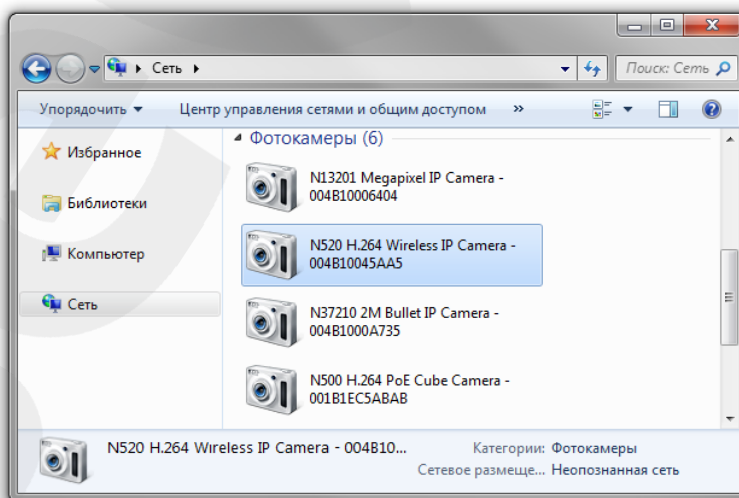 Сеть
Поиск: Сеть
Упорядочить
Центр управления сетями и общим доступом
»
Избранное
Библиотеки
Компьютер
Сеть
Фотокамеры (6)
N13201 Megapixel IP Camera -
004B10006404
N520 H.264 Wireless IP Camera -
004B10045AA5
N37210 2M Bullet IP Camera -
004B1000A735
N500 H.264 PoE Cube Camera -
001B1EC5ABAB
N520 H.264 Wireless IP Camera - 004B10...
Категории: Фотокамеры
Сетевое размеще... Неопознанная сеть